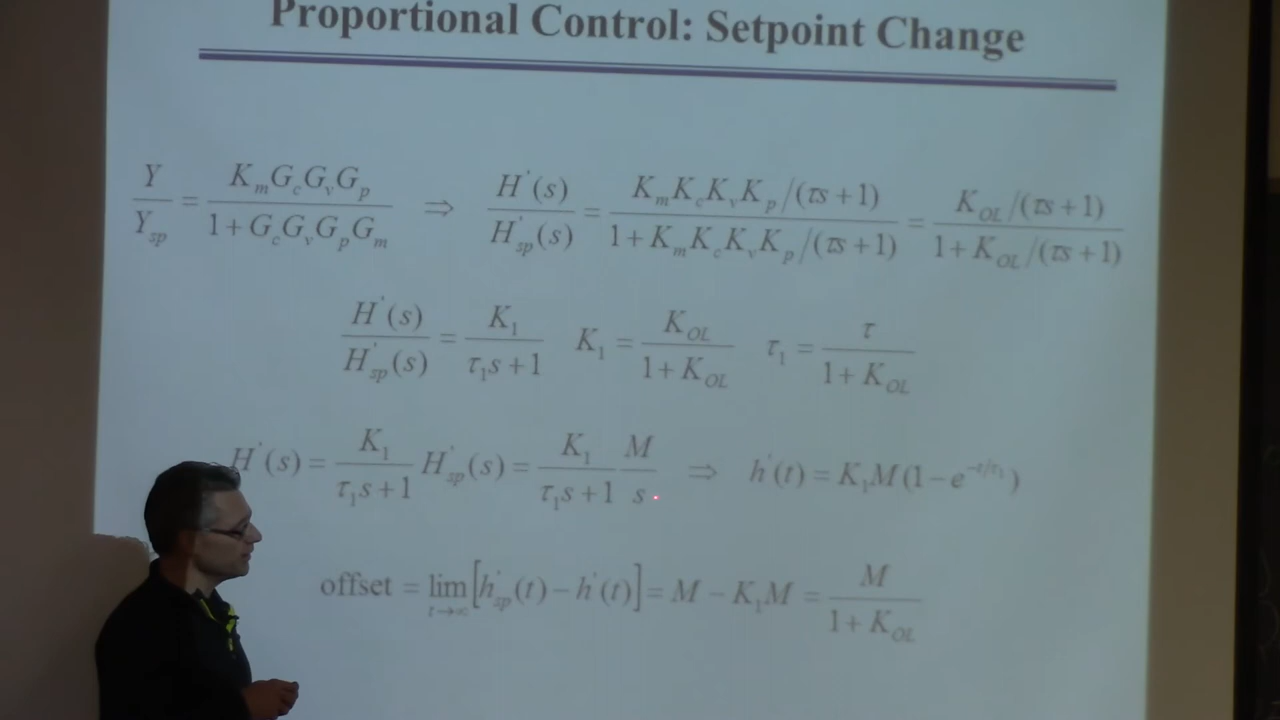 Proportional Control: Setpoint Change
Y/Y_sp = K_m G_c G_v G_p / (1 + G_c G_v G_p G_m) ⇒ H'(s)/H'_sp(s) = (K_m K_c K_v K_p/(τs + 1)) / (1 + K_m K_c K_v K_p/(τs + 1)) = (K_OL/(τs + 1)) / (1 + K_OL/(τs + 1))
H'(s)/H'_sp(s) = K_1/(τ_1 s + 1)   K_1 = K_OL/(1 + K_OL)   τ_1 = τ/(1 + K_OL)
H'(s) = K_1/(τ_1 s + 1) H'_sp(s) = K_1/(τ_1 s + 1) M/s ⇒ h'(t) = K_1 M(1 − e^{−t/τ_1})
offset = lim_{t→∞} [h'_sp(t) − h'(t)] = M − K_1 M = M/(1 + K_OL)